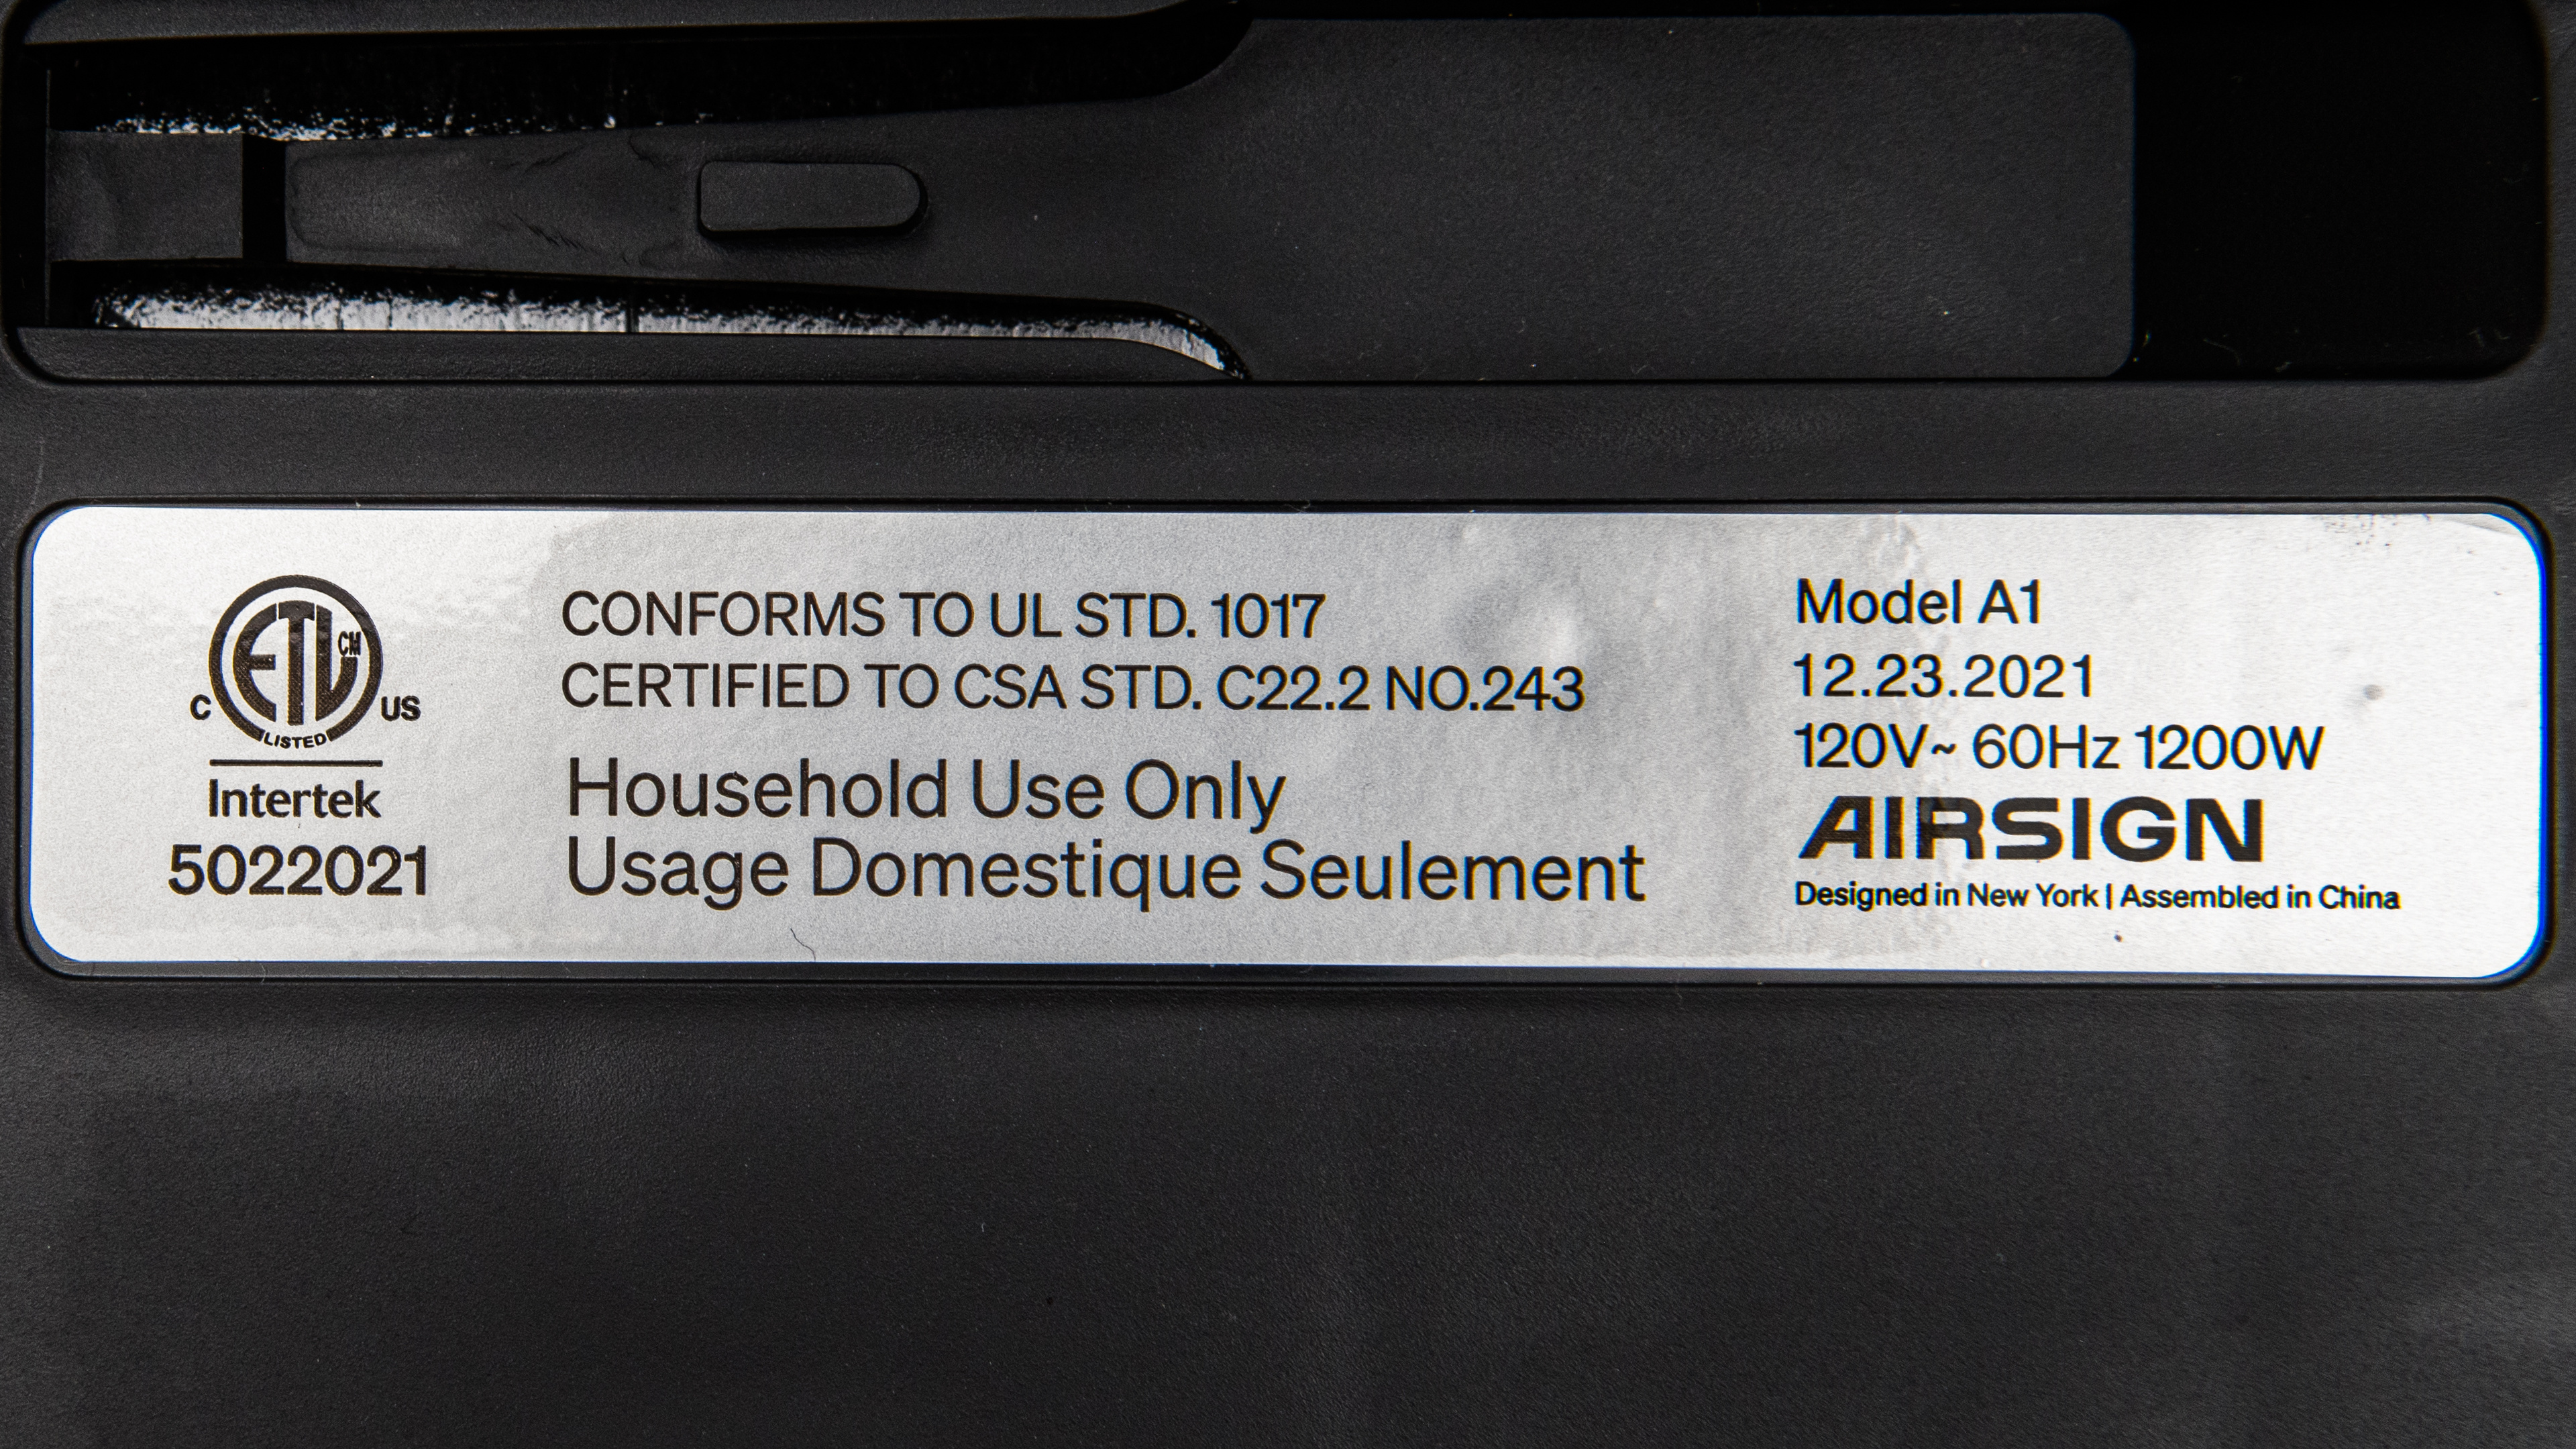 ETL CM
C US
LISTED
Intertek
5022021
CONFORMS TO UL STD. 1017
CERTIFIED TO CSA STD. C22.2 NO.243
Household Use Only
Usage Domestique Seulement
Model A1
12.23.2021
120V~ 60Hz 1200W
AIRSIGN
Designed in New York | Assembled in China